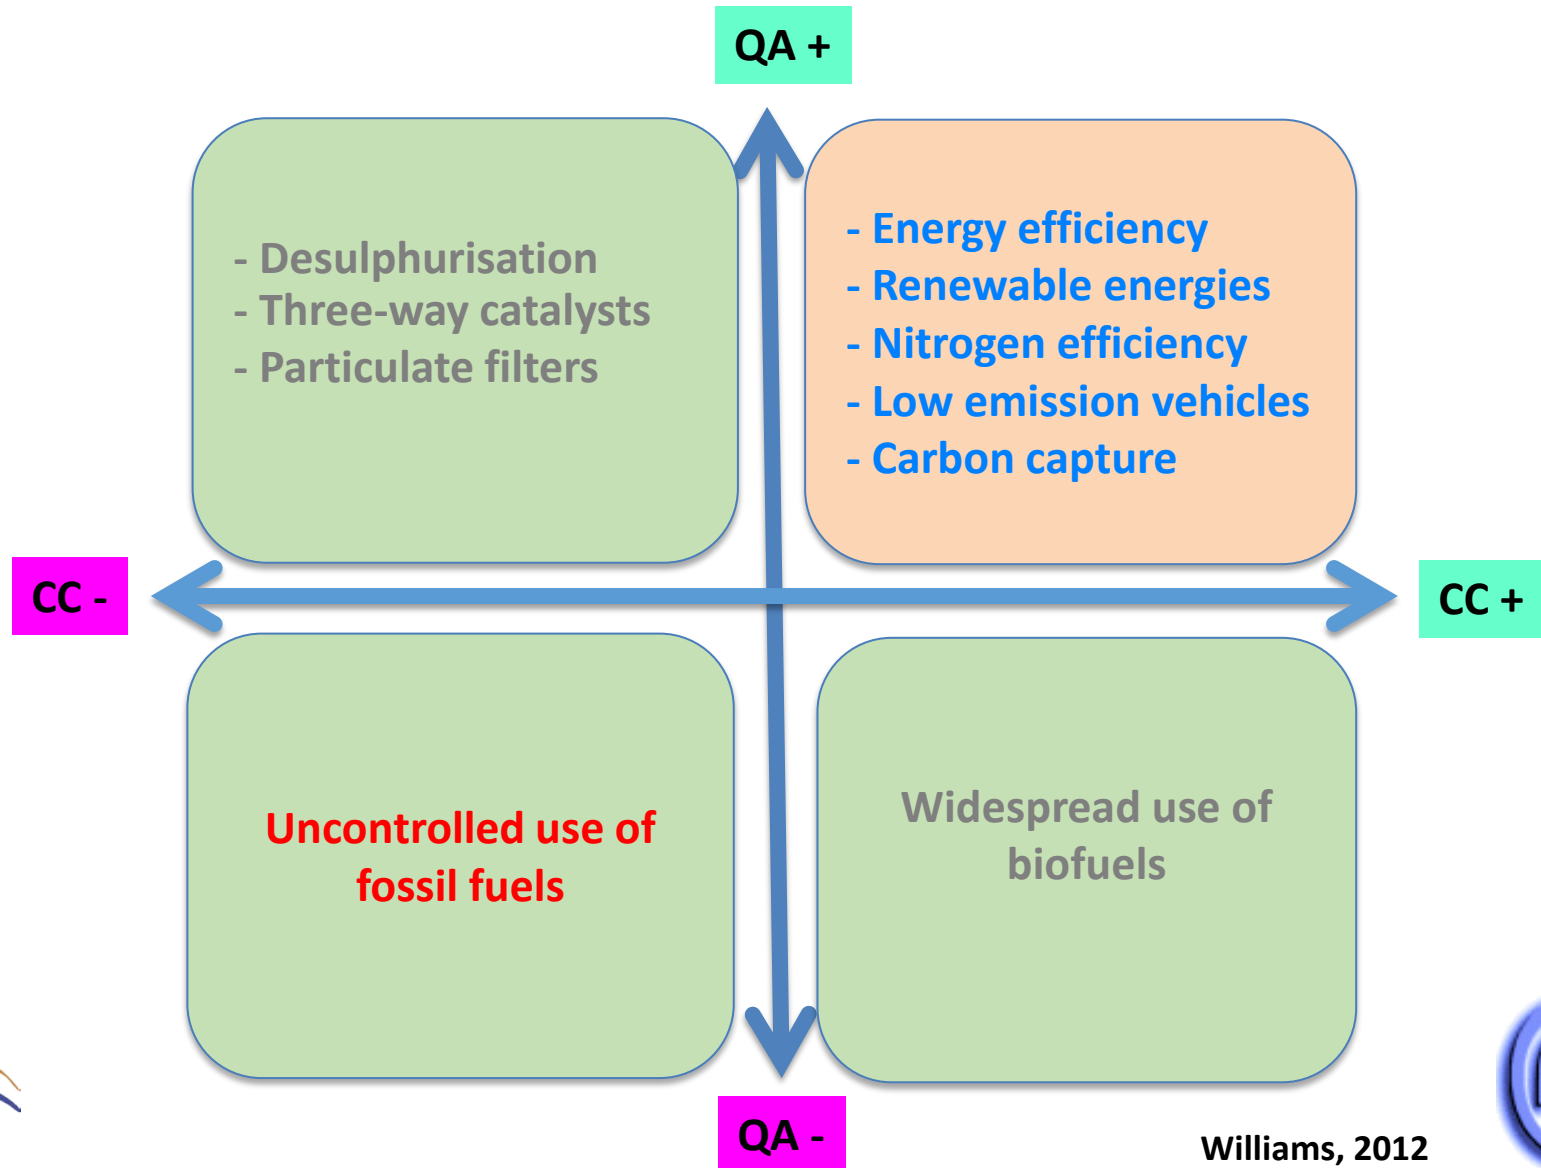 QA +
- Desulphurisation
- Three-way catalysts
- Particulate filters
- Energy efficiency
- Renewable energies
- Nitrogen efficiency
- Low emission vehicles
- Carbon capture
CC -
CC +
Uncontrolled use of
fossil fuels
Widespread use of
biofuels
QA -
Williams, 2012